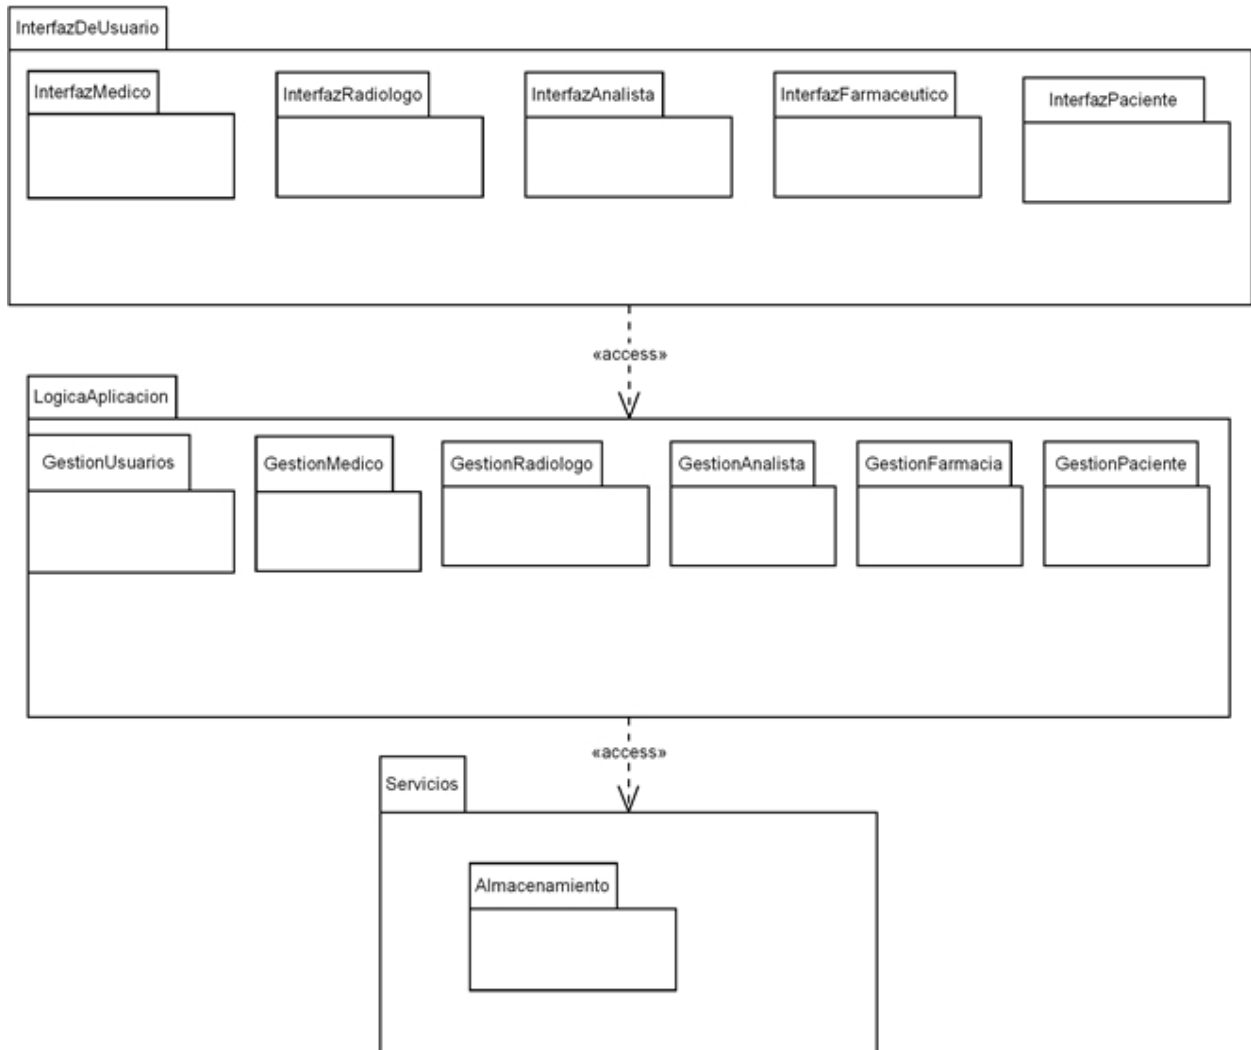 InterfazDeUsuario
InterfazMedico
InterfazRadiologo
InterfazAnalista
InterfazFarmaceutico
InterfazPaciente
«access»
LogicaAplicacion
GestionUsuarios
GestionMedico
GestionRadiologo
GestionAnalista
GestionFarmacia
GestionPaciente
«access»
Servicios
Almacenamiento